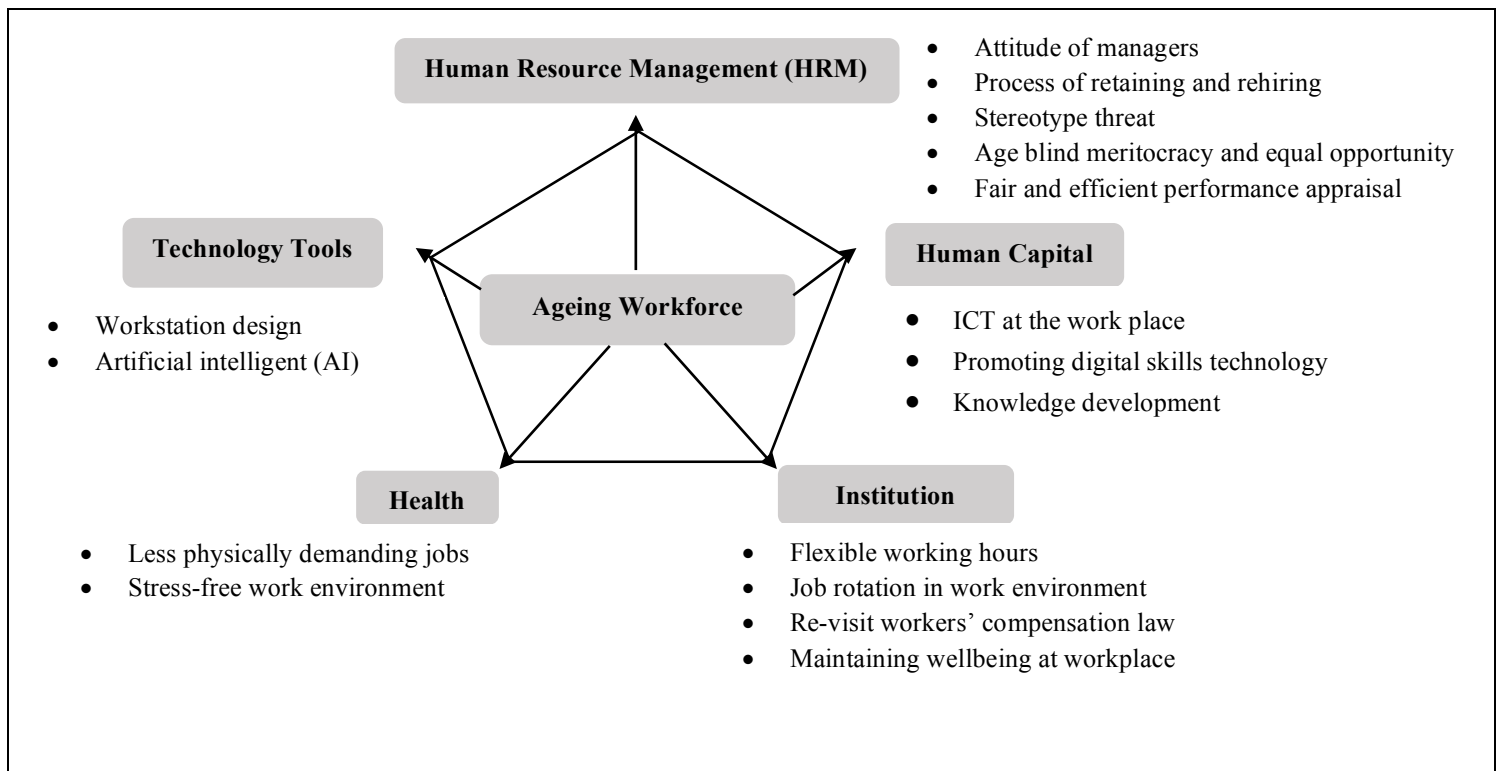 Human Resource Management (HRM)
• Attitude of managers
• Process of retaining and rehiring
• Stereotype threat
• Age blind meritocracy and equal opportunity
• Fair and efficient performance appraisal
Technology Tools
• Workstation design
• Artificial intelligent (AI)
Ageing Workforce
Human Capital
• ICT at the work place
• Promoting digital skills technology
• Knowledge development
Health
• Less physically demanding jobs
• Stress-free work environment
Institution
• Flexible working hours
• Job rotation in work environment
• Re-visit workers’ compensation law
• Maintaining wellbeing at workplace